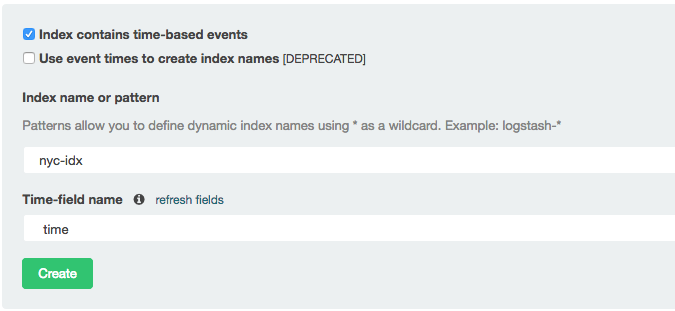 Index contains time-based events
Use event times to create index names [DEPRECATED]
Index name or pattern
Patterns allow you to define dynamic index names using * as a wildcard. Example: logstash-*
nyc-idx
Time-field name refresh fields
time
Create